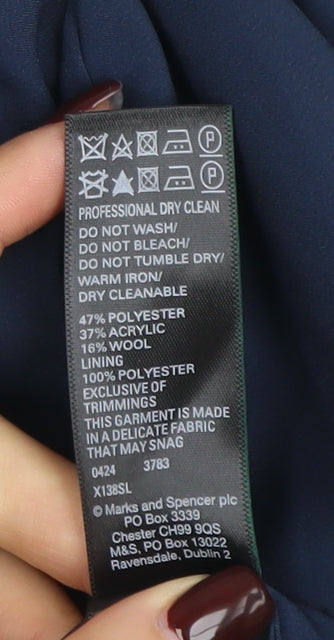 P
P
PROFESSIONAL DRY CLEAN
DO NOT WASH/
DO NOT BLEACH/
DO NOT TUMBLE DRY/
WARM IRON/
DRY CLEANABLE
47% POLYESTER
37% ACRYLIC
16% WOOL
LINING
100% POLYESTER
EXCLUSIVE OF
TRIMMINGS
THIS GARMENT IS MADE
IN A DELICATE FABRIC
THAT MAY SNAG
0424 3783
X138SL
© Marks and Spencer plc
PO Box 3339
Chester CH99 9QS
M&S, PO Box 13022
Ravensdale, Dublin 2